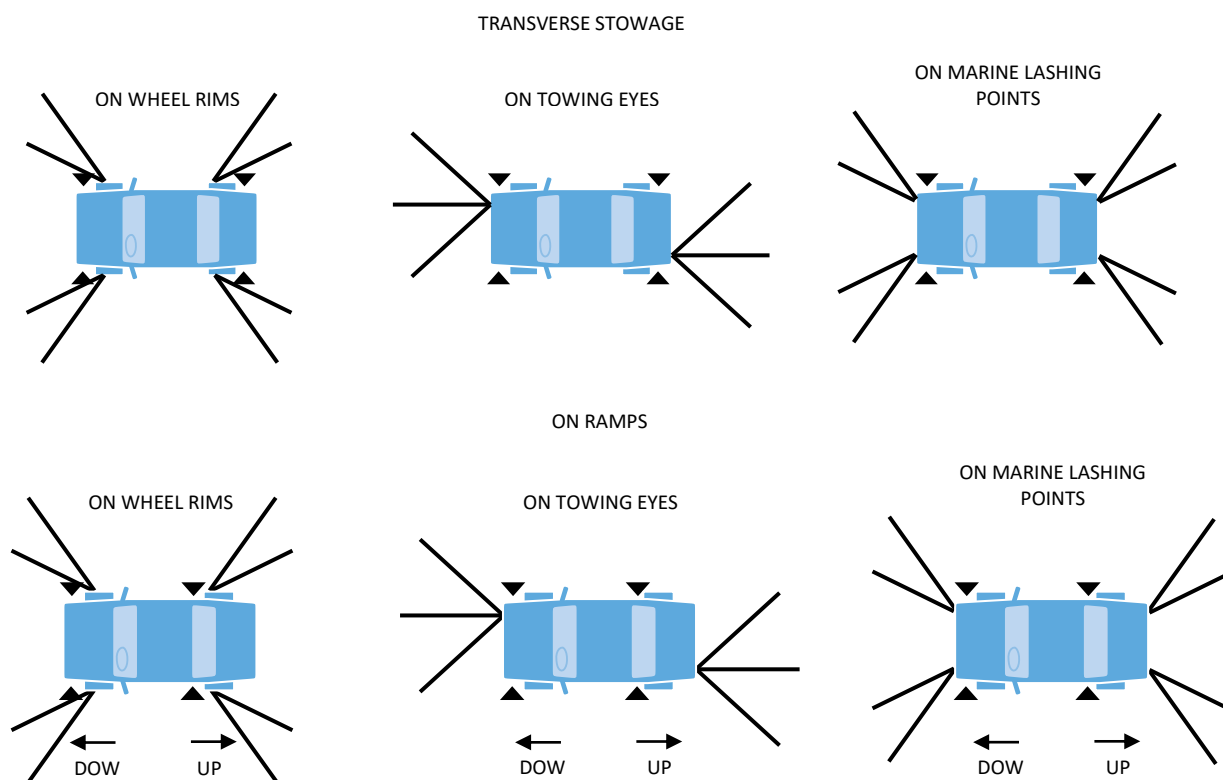 TRANSVERSE STOWAGE
ON WHEEL RIMS
ON TOWING EYES
ON MARINE LASHING
POINTS
ON RAMPS
ON WHEEL RIMS
ON TOWING EYES
ON MARINE LASHING
POINTS
DOW
UP
DOW
UP
DOW
UP